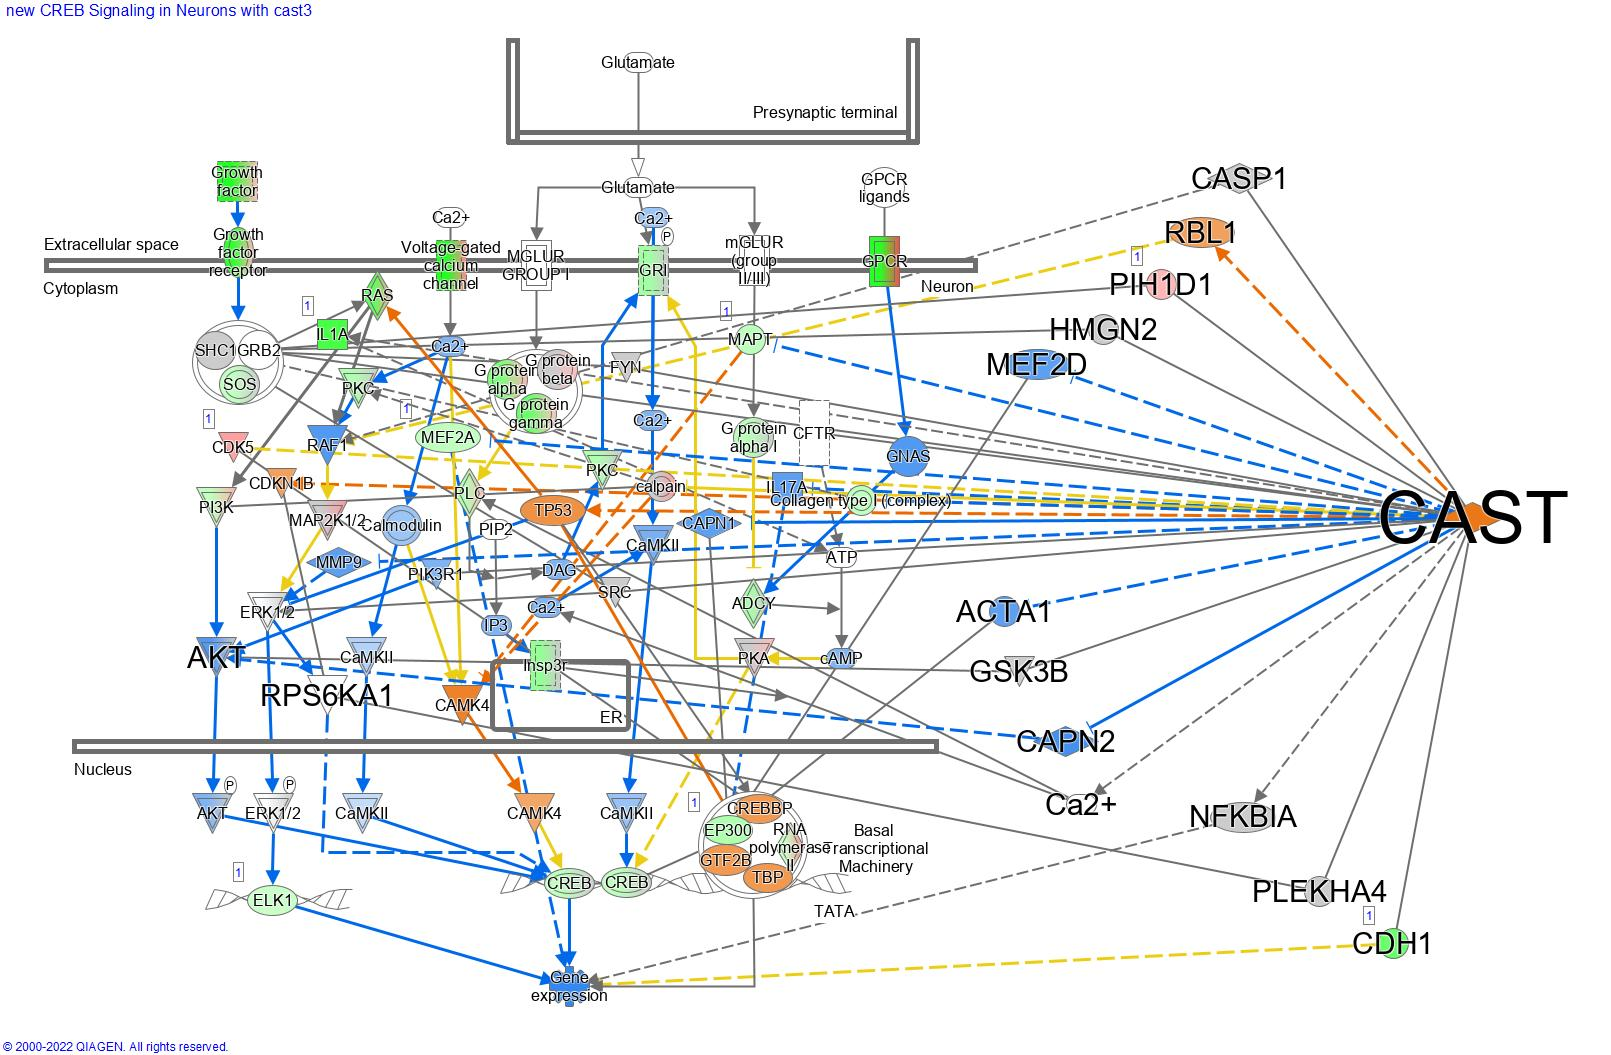 new CREB Signaling in Neurons with cast3
Glutamate
Presynaptic terminal
Growth
factor
Glutamate
GPCR
ligands
CASP1
Ca2+
Ca2+
P
RBL1
Extracellular space
Growth
factor
receptor
Voltage-gated
calcium
channel
MGLUR
GROUP I
GRI
mGLUR
(group
II/III)
GPCR
1
Cytoplasm
Neuron
PIH1D1
RAS
1
1
IL1A
HMGN2
SHC1
GRB2
Ca2+
MAPT
MEF2D
SOS
PKC
G protein
alpha
G protein
beta
G protein
gamma
FYN
1
1
Ca2+
CDK5
RAF1
MEF2A
G protein
alpha I
CFTR
GNAS
CDKN1B
PKC
PI3K
PLC
calpain
IL17A
Collagen type I (complex)
CAST
MAP2K1/2
Calmodulin
PIP2
TP53
CAPN1
CaMKII
MMP9
PIK3R1
DAG
ATP
SRC
ERK1/2
Ca2+
ADCY
ACTA1
IP3
AKT
CaMKII
Insp3r
PKA
cAMP
GSK3B
RPS6KA1
CAMK4
ER
CAPN2
Nucleus
P
P
1
Ca2+
AKT
ERK1/2
CaMKII
CAMK4
CaMKII
CREBBP
EP300
RNA
polymerase
II
GTF2B
TBP
Basal
Transcriptional
Machinery
NFKBIA
1
ELK1
CREB
CREB
TATA
PLEKHA4
1
CDH1
Gene
expression
© 2000-2022 QIAGEN. All rights reserved.